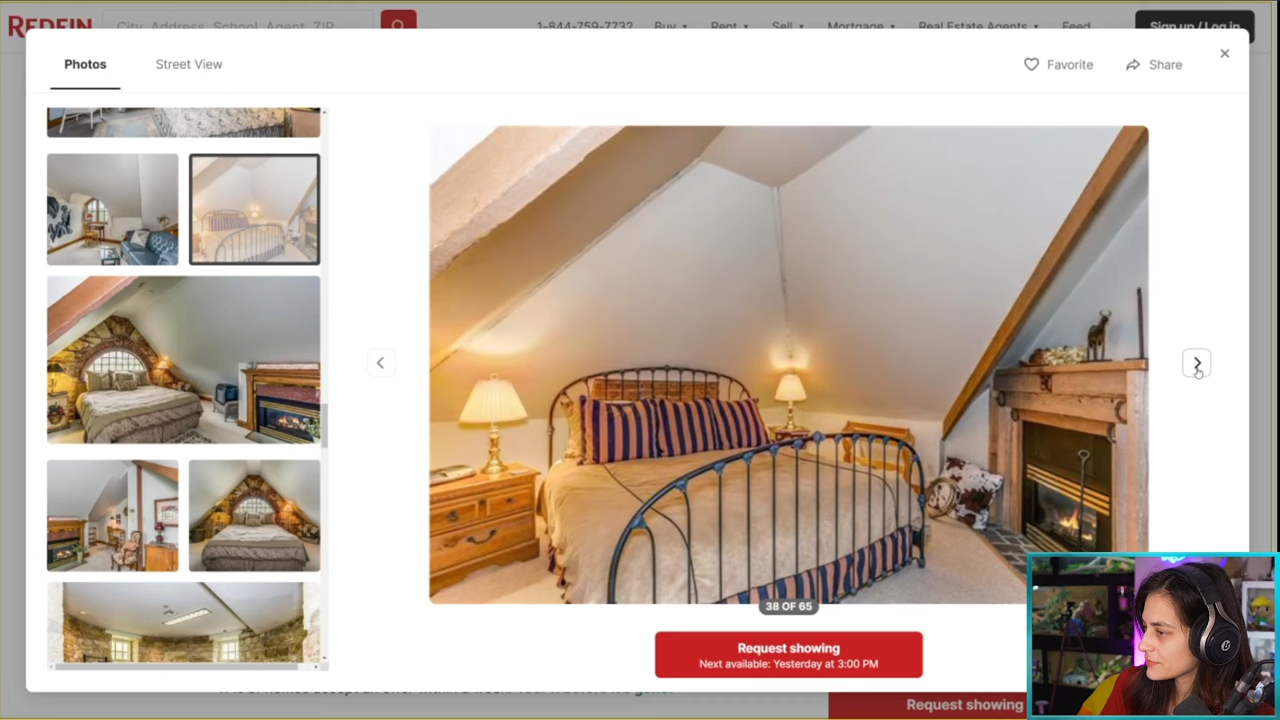 REDFIN
City, Address, School, Agent, ZIP
1-844-759-7732 Buy Rent Sell Mortgage Real Estate Agents Feed Sign up / Log in
Photos Street View Favorite Share
38 OF 65
Request showing
Next available: Yesterday at 3:00 PM
Request showing